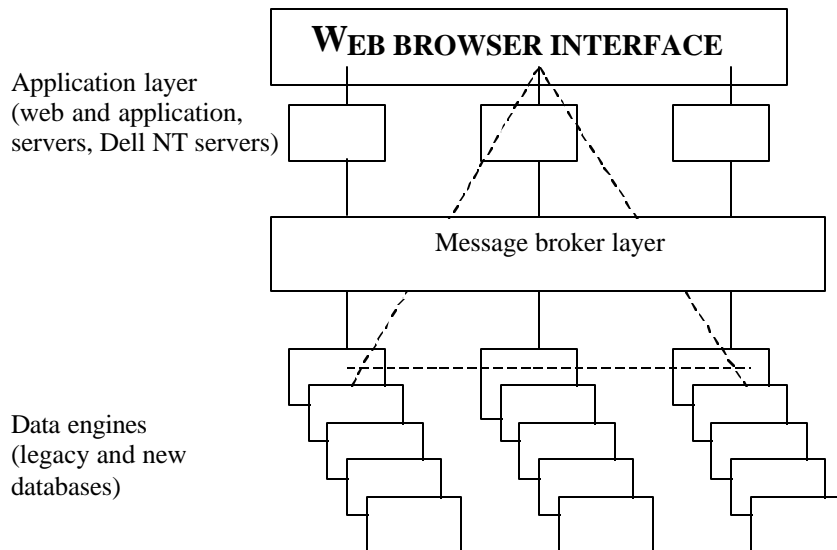 WEB BROWSER INTERFACE
Application layer
(web and application,
servers, Dell NT servers)
Message broker layer
Data engines
(legacy and new
databases)